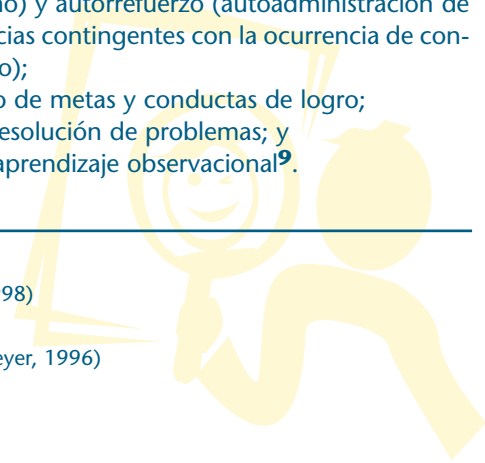 no) y autorrefuerzo (autoadministración de
cias contingentes con la ocurrencia de con-
o);
o de metas y conductas de logro;
esolución de problemas; y
aprendizaje observacional9.
98)
eyer, 1996)